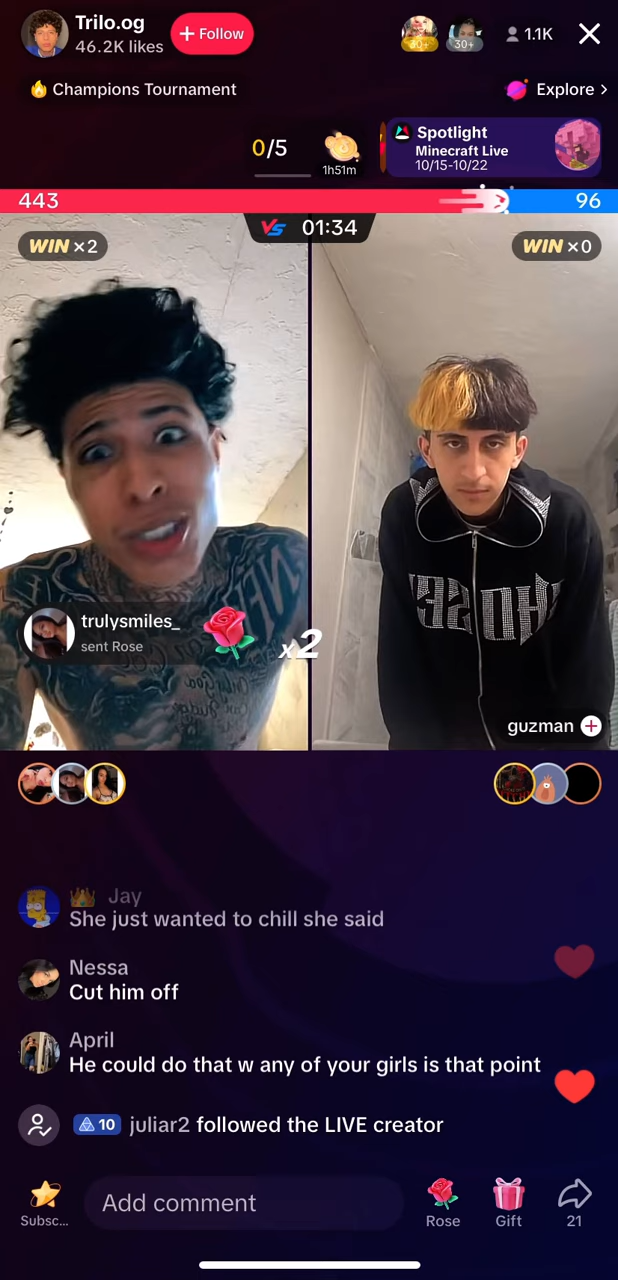 Trilo.og
46.2K likes
+ Follow
30+
30+
1.1K
Champions Tournament
Explore >
0/5
1h51m
Spotlight
Minecraft Live
10/15-10/22
443
96
VS 01:34
WIN ×2
WIN ×0
trulysmiles_
sent Rose
x2
guzman
Jay
She just wanted to chill she said
Nessa
Cut him off
April
He could do that w any of your girls is that point
10 juliar2 followed the LIVE creator
Subsc...
Add comment
Rose
Gift
21